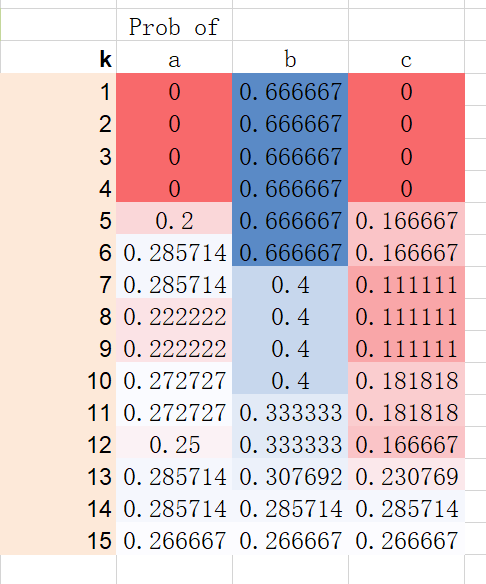 Prob of
k a b c
1 0 0.666667 0
2 0 0.666667 0
3 0 0.666667 0
4 0 0.666667 0
5 0.2 0.666667 0.166667
6 0.285714 0.666667 0.166667
7 0.285714 0.4 0.111111
8 0.222222 0.4 0.111111
9 0.222222 0.4 0.111111
10 0.272727 0.4 0.181818
11 0.272727 0.333333 0.181818
12 0.25 0.333333 0.166667
13 0.285714 0.307692 0.230769
14 0.285714 0.285714 0.285714
15 0.266667 0.266667 0.266667